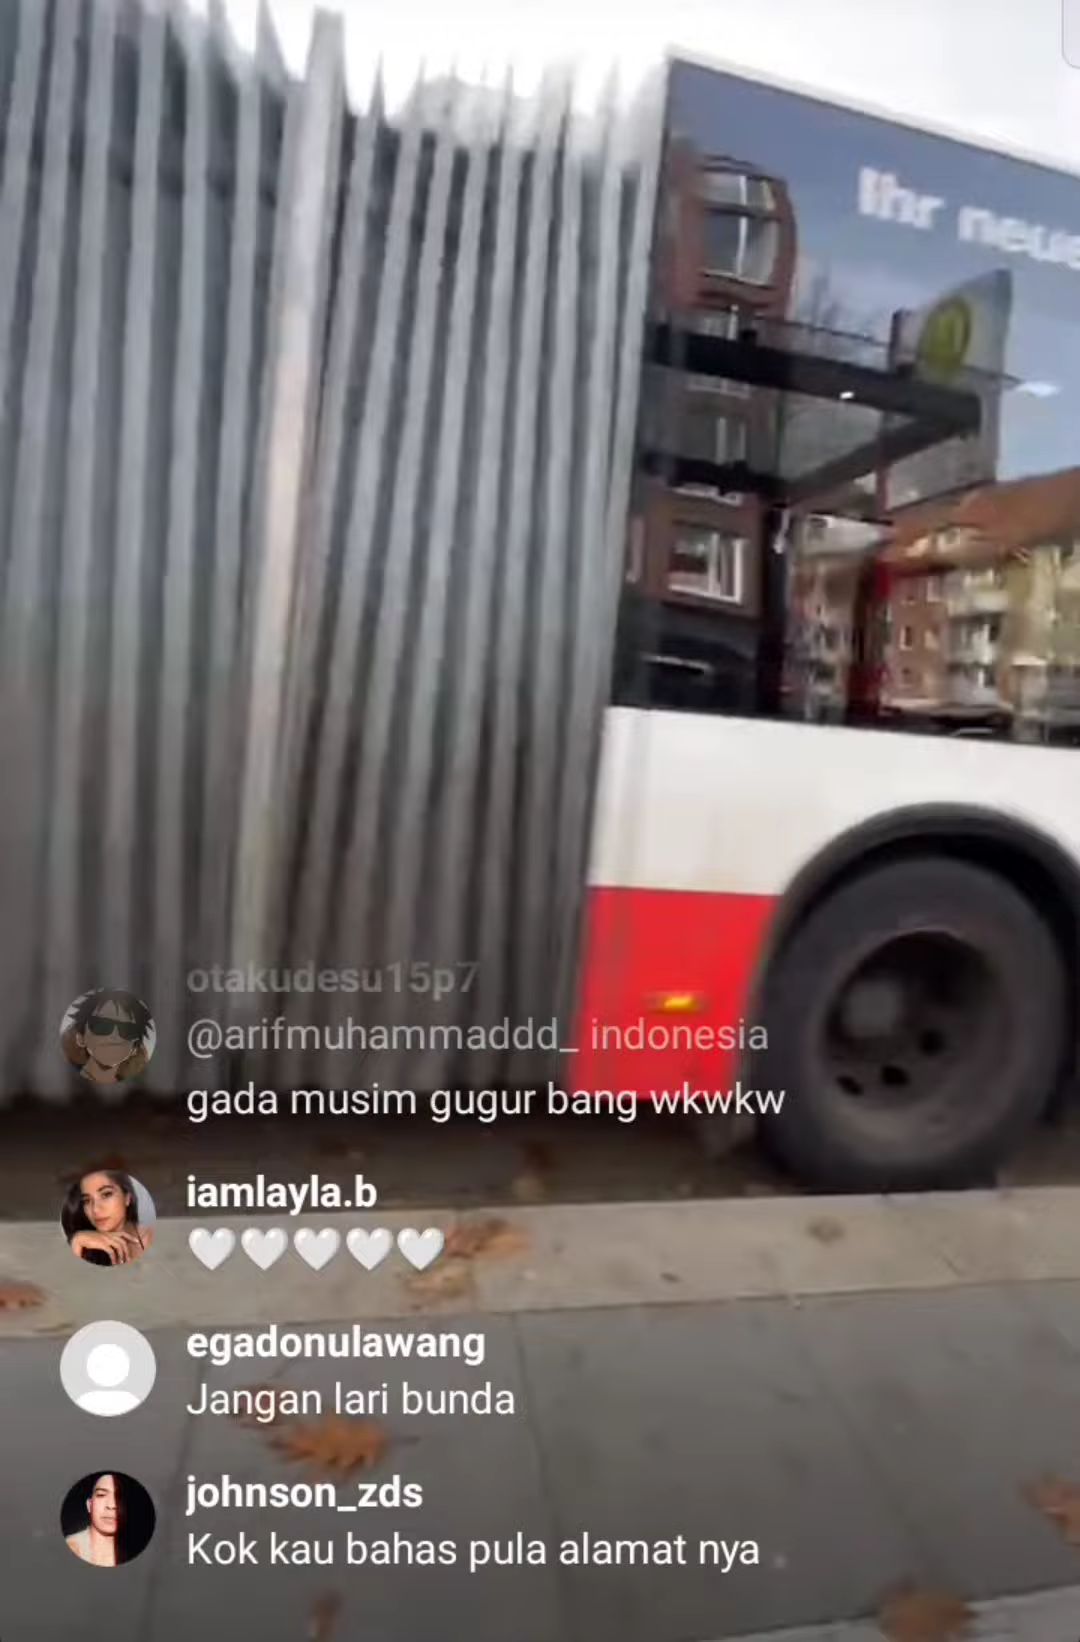 Ihr neue
otakudesu15p7
@arifmuhammaddd_ indonesia
gada musim gugur bang wkwkw
iamlayla.b
🤍🤍🤍🤍🤍
egadonulawang
Jangan lari bunda
johnson_zds
Kok kau bahas pula alamat nya